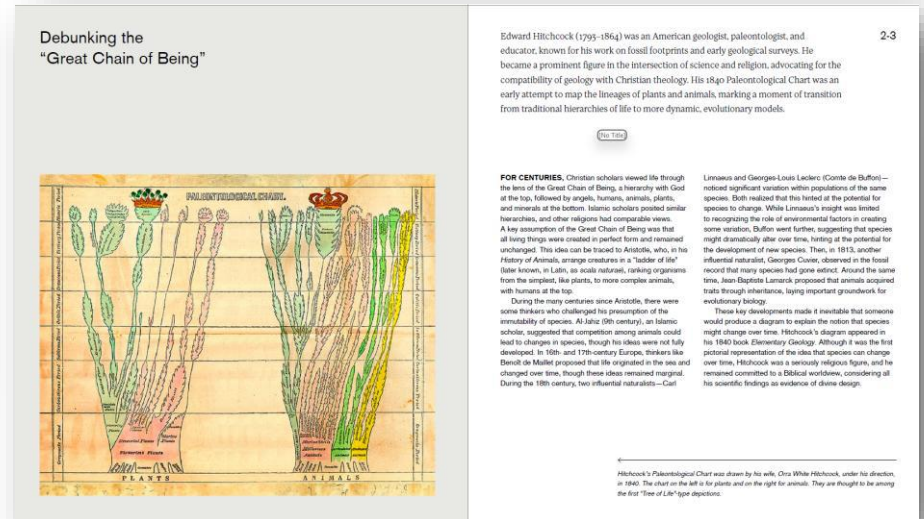 Debunking the
“Great Chain of Being”
PALEONTOLOGICAL CHART.
PLANTS
ANIMALS
Edward Hitchcock (1795–1864) was an American geologist, paleontologist, and
educator, known for his work on fossil footprints and early geological surveys. He
became a prominent figure in the intersection of science and religion, advocating for the
compatibility of geology with Christian theology. His 1840 Paleontological Chart was an
early attempt to map the lineages of plants and animals, marking a moment of transition
from traditional hierarchies of life to more dynamic, evolutionary models.
2-3
(No Title)
FOR CENTURIES, Christian scholars viewed life through
the lens of the Great Chain of Being, a hierarchy with God
at the top, followed by angels, humans, animals, plants,
and minerals at the bottom. Islamic scholars posited similar
hierarchies, and other religions had comparable views.
A key assumption of the Great Chain of Being was that
all living things were created in perfect form and remained
unchanged. This idea can be traced to Aristotle, who, in his
History of Animals, arrange creatures in a "ladder of life"
(later known, in Latin, as scala naturae), ranking organisms
from the simplest, like plants, to more complex animals,
with humans at the top.
During the many centuries since Aristotle, there were
some thinkers who challenged his presumption of the
immutability of species. Al-Jahiz (9th century), an Islamic
scholar, suggested that competition among animals could
lead to changes in species, though his ideas were not fully
developed. In 16th- and 17th-century Europe, thinkers like
Benoît de Maillet proposed that life originated in the sea and
changed over time, though these ideas remained marginal.
During the 18th century, two influential naturalists—Carl
Linnaeus and Georges-Louis Leclerc (Comte de Buffon)—
noticed significant variation within populations of the same
species. Both realized that this hinted at the potential for
species to change. While Linnaeus's insight was limited
to recognizing the role of environmental factors in creating
some variation, Buffon went further, suggesting that species
might dramatically alter over time, hinting at the potential for
the development of new species. Then, in 1813, another
influential naturalist, Georges Cuvier, observed in the fossil
record that many species had gone extinct. Around the same
time, Jean-Baptiste Lamarck proposed that animals acquired
traits through inheritance, laying important groundwork for
evolutionary biology.
These key developments made it inevitable that someone
would produce a diagram to explain the notion that species
might change over time. Hitchcock's diagram appeared in
his 1840 book Elementary Geology. Although it was the first
pictorial representation of the idea that species can change
over time, Hitchcock was a seriously religious figure, and he
remained committed to a Biblical worldview, considering all
his scientific findings as evidence of divine design.
Hitchcock's Paleontological Chart was drawn by his wife, Orra White Hitchcock, under his direction,
in 1840. The chart on the left is for plants and on the right for animals. They are thought to be among
the first "Tree of Life"-type depictions.